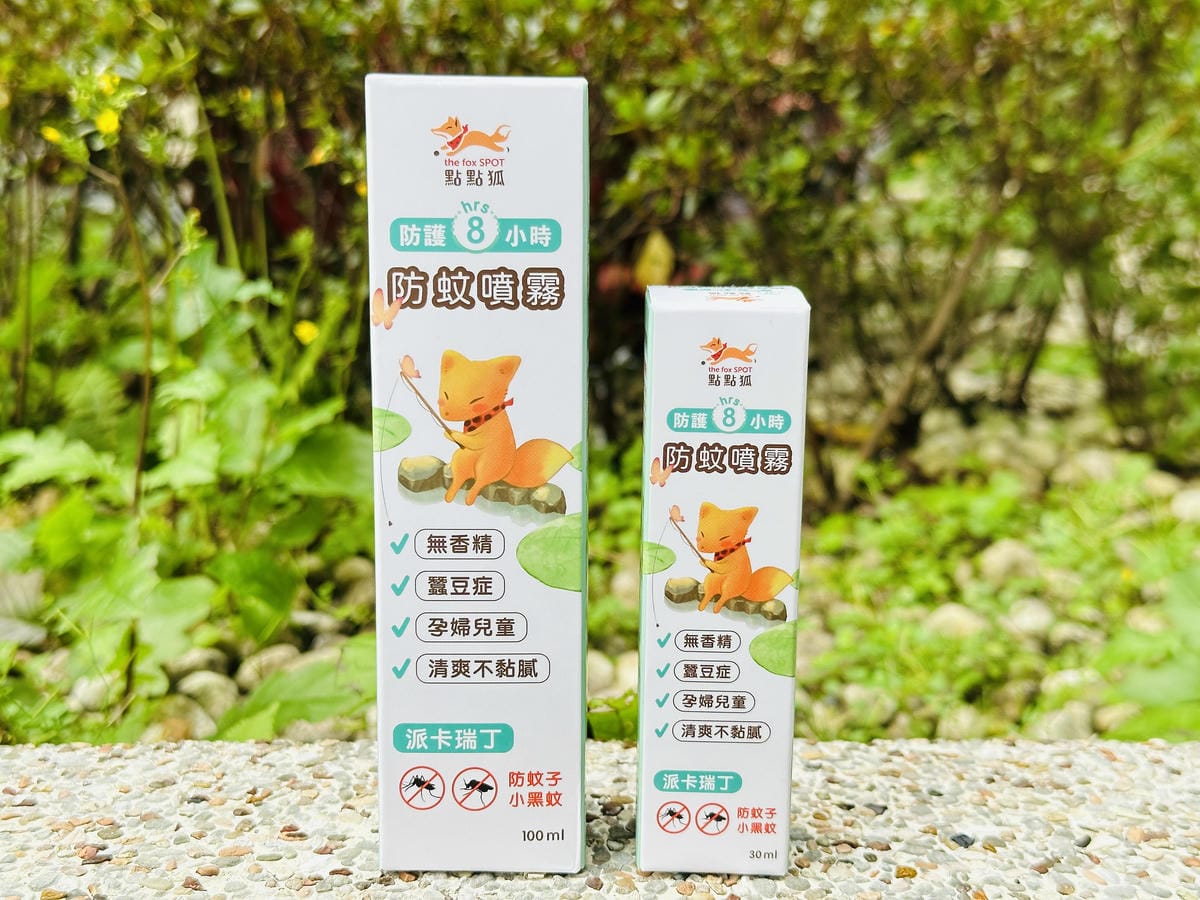 the fox SPOT
點點狐
hrs
防護 8 小時
防蚊噴霧
無香精
蠶豆症
孕婦兒童
清爽不黏膩
派卡瑞丁
防蚊子
小黑蚊
100 ml
the fox SPOT
點點狐
hrs
防護 8 小時
防蚊噴霧
無香精
蠶豆症
孕婦兒童
清爽不黏膩
派卡瑞丁
防蚊子
小黑蚊
30 ml